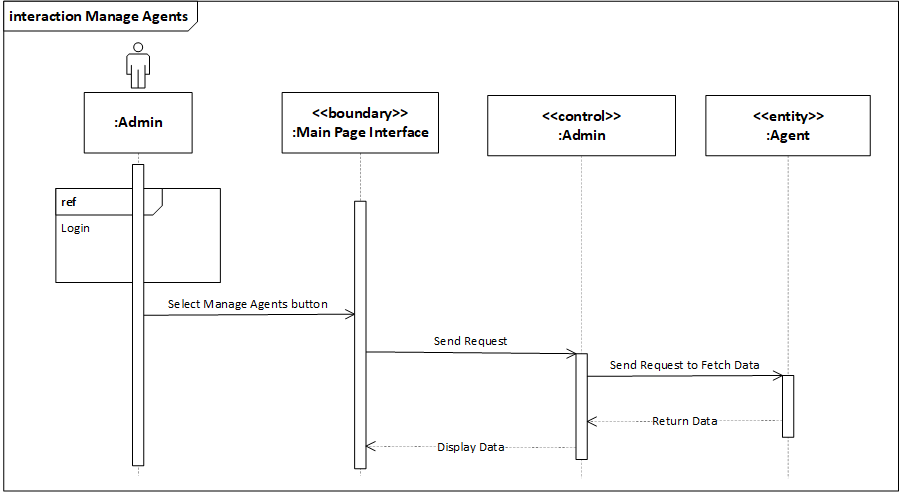 interaction Manage Agents
:Admin
<<boundary>>
:Main Page Interface
<<control>>
:Admin
<<entity>>
:Agent
ref
Login
Select Manage Agents button
Send Request
Send Request to Fetch Data
Return Data
Display Data